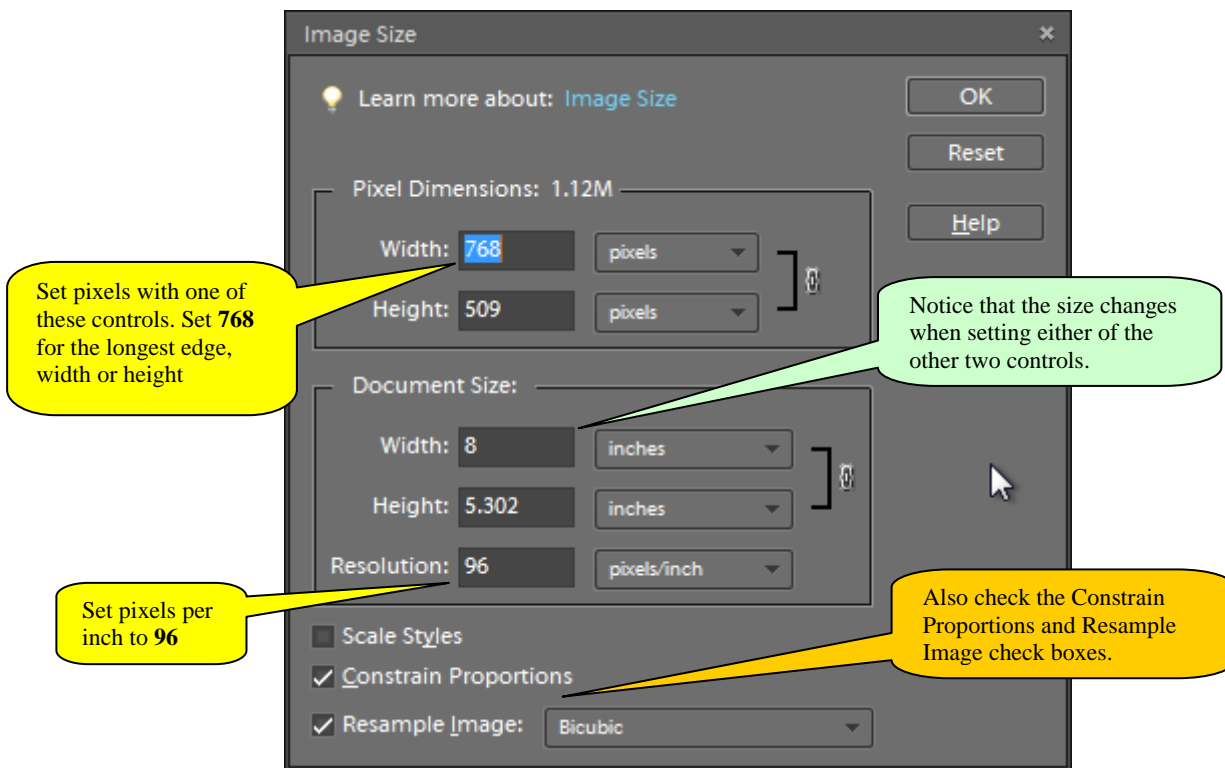 Image Size
Learn more about: Image Size
OK
Reset
Help
Pixel Dimensions: 1.12M
Width: 768 pixels
Height: 509 pixels
Set pixels with one of
these controls. Set 768
for the longest edge,
width or height
Notice that the size changes
when setting either of the
other two controls.
Document Size:
Width: 8 inches
Height: 5.302 inches
Resolution: 96 pixels/inch
Set pixels per
inch to 96
Also check the Constrain
Proportions and Resample
Image check boxes.
Scale Styles
Constrain Proportions
Resample Image: Bicubic